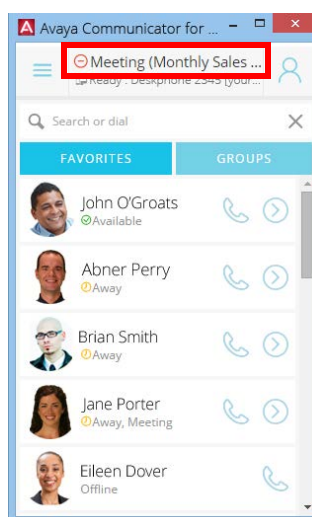 Avaya Communicator for ...
Meeting (Monthly Sales ...
Ready : Deskphone 2345 [your...
Search or dial
FAVORITES GROUPS
John O'Groats
Available
Abner Perry
Away
Brian Smith
Away
Jane Porter
Away, Meeting
Eileen Dover
Offline